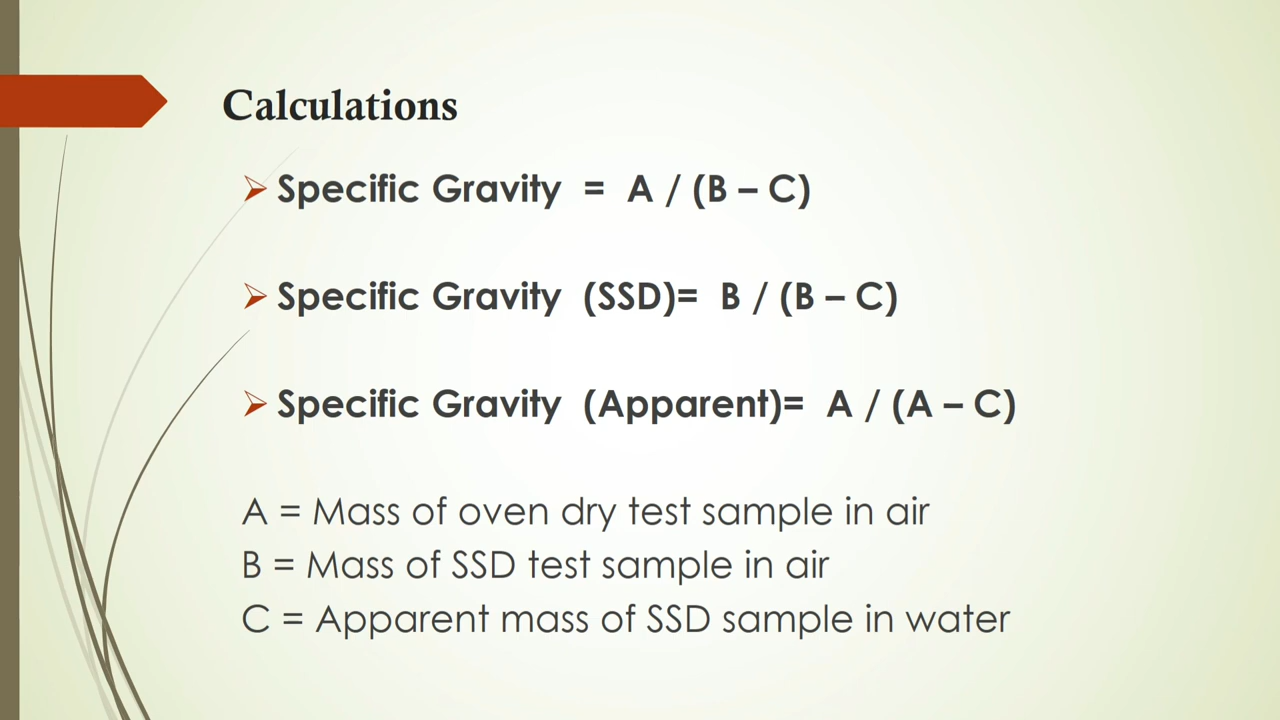 Calculations
Specific Gravity = A / (B – C)
Specific Gravity (SSD)= B / (B – C)
Specific Gravity (Apparent)= A / (A – C)
A = Mass of oven dry test sample in air
B = Mass of SSD test sample in air
C = Apparent mass of SSD sample in water